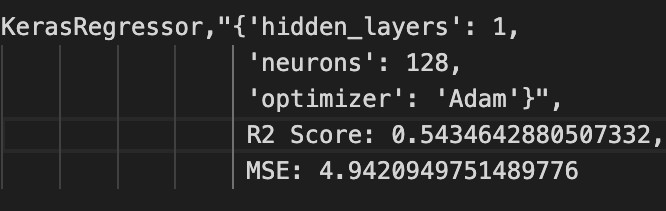 KerasRegressor,"{'hidden_layers': 1,
'neurons': 128,
'optimizer': 'Adam'}",
R2 Score: 0.5434642880507332,
MSE: 4.9420949751489776